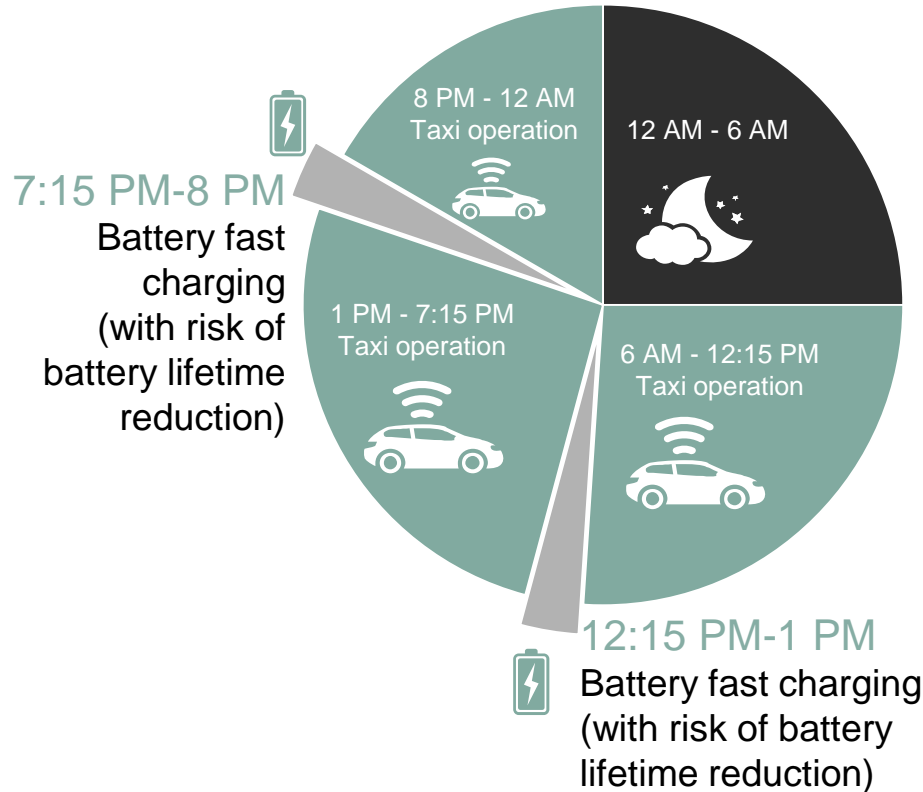 8 PM - 12 AM
Taxi operation
12 AM - 6 AM
7:15 PM-8 PM
Battery fast
charging
(with risk of
battery lifetime
reduction)
1 PM - 7:15 PM
Taxi operation
6 AM - 12:15 PM
Taxi operation
12:15 PM-1 PM
Battery fast charging
(with risk of battery
lifetime reduction)